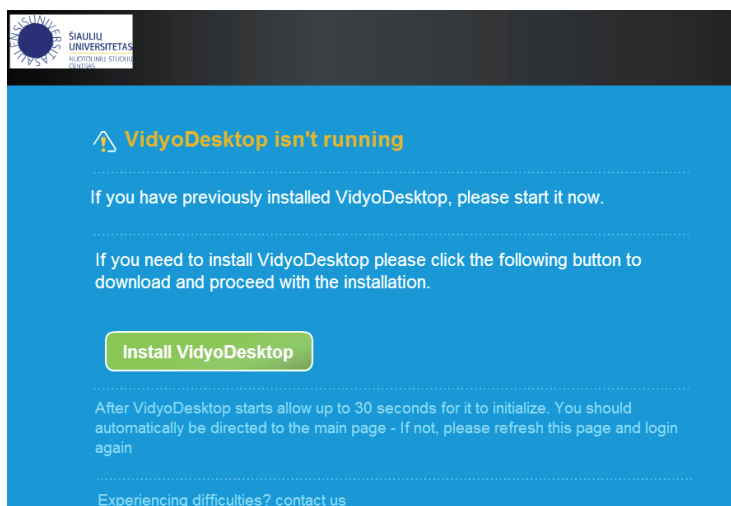 ŠIAULIŲ
UNIVERSITETAS
NUOTOLINIŲ STUDIJŲ
CENTRAS
VidyoDesktop isn't running
If you have previously installed VidyoDesktop, please start it now.
If you need to install VidyoDesktop please click the following button to
download and proceed with the installation.
Install VidyoDesktop
After VidyoDesktop starts allow up to 30 seconds for it to initialize. You should
automatically be directed to the main page - If not, please refresh this page and login
again
Experiencing difficulties? contact us